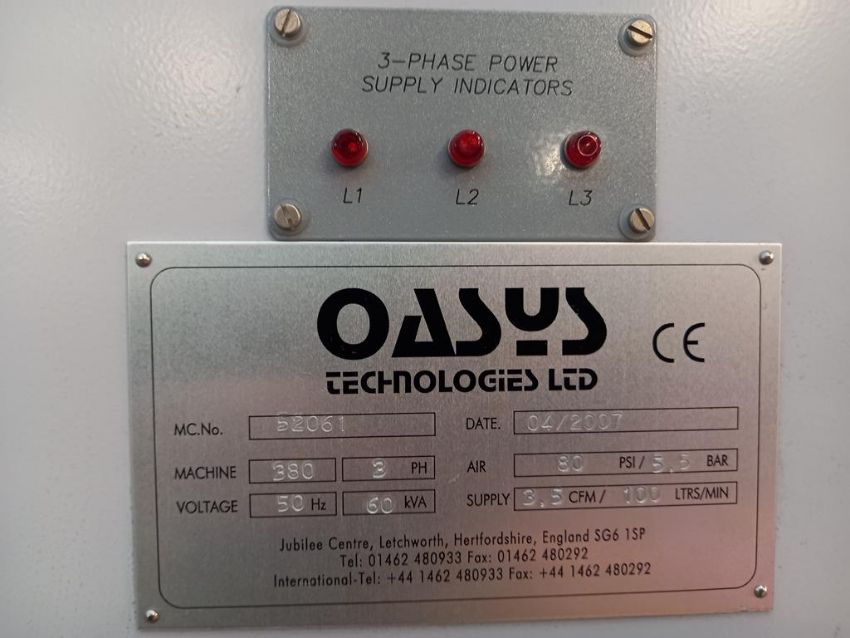 3-PHASE POWER
SUPPLY INDICATORS
L1 L2 L3
OASYS
TECHNOLOGIES LTD
CE
MC.No. 52061 DATE. 04/2007
MACHINE 380 3 PH AIR 80 PSI / 5,5 BAR
VOLTAGE 50 Hz 60 kVA SUPPLY 3,5 CFM / 100 LTRS/MIN
Jubilee Centre, Letchworth, Hertfordshire, England SG6 1SP
Tel: 01462 480933 Fax: 01462 480292
International-Tel: +44 1462 480933 Fax: +44 1462 480292